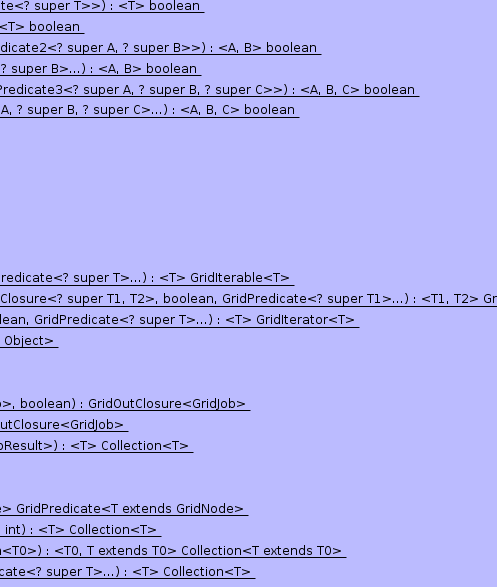 te<? super T>>) : <T> boolean
<T> boolean
dicate2<? super A, ? super B>>) : <A, B> boolean
? super B>...) : <A, B> boolean
Predicate3<? super A, ? super B, ? super C>>) : <A, B, C> boolean
A, ? super B, ? super C>...) : <A, B, C> boolean
redicate<? super T>...) : <T> GridIterable<T>
Closure<? super T1, T2>, boolean, GridPredicate<? super T1>...) : <T1, T2> Gr
lean, GridPredicate<? super T>...) : <T> GridIterator<T>
Object>
>, boolean) : GridOutClosure<GridJob>
utClosure<GridJob>
Result>) : <T> Collection<T>
> GridPredicate<T extends GridNode>
int) : <T> Collection<T>
<T0>) : <T0, T extends T0> Collection<T extends T0>
cate<? super T>...) : <T> Collection<T>